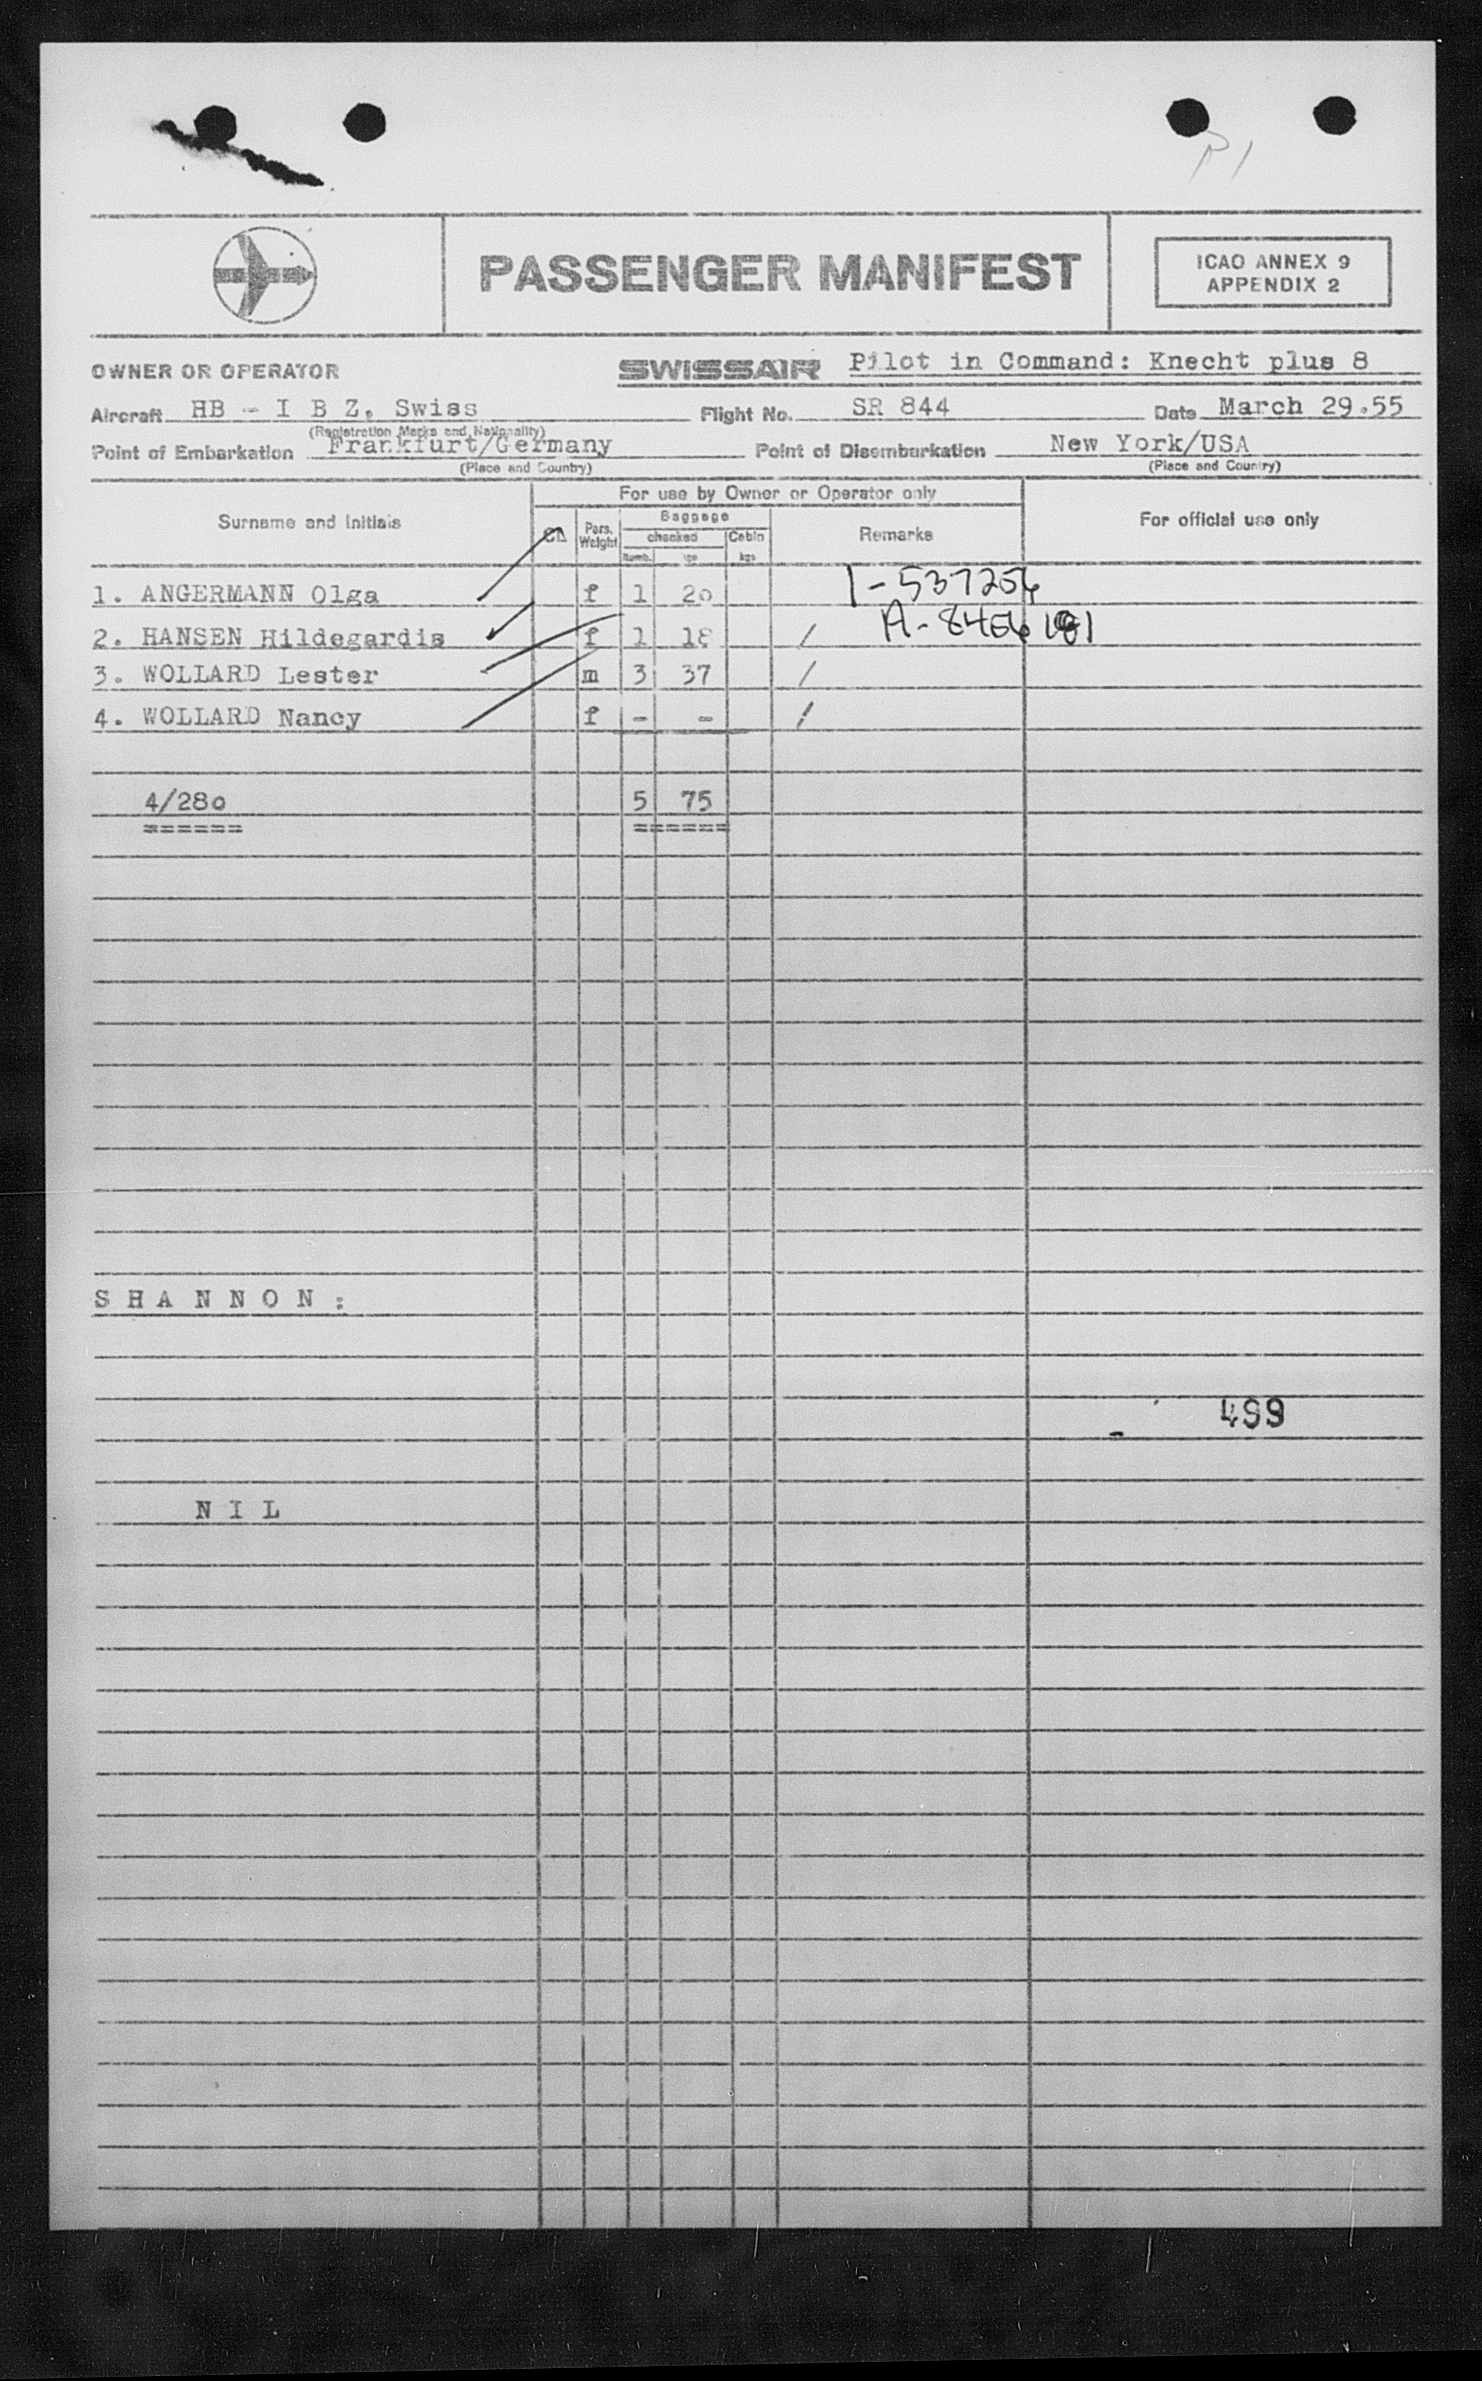 P1
PASSENGER MANIFEST
ICAO ANNEX 9
APPENDIX 2
OWNER OR OPERATOR SWISSAIR Pilot in Command: Knecht plus 8
Aircraft HB - I B Z, Swiss Flight No. SR 844 Date March 29.55
(Registration Marks and Nationality)
Point of Embarkation Frankfurt/Germany Point of Disembarkation New York/USA
(Place and Country) (Place and Country)
For use by Owner or Operator only
Surname and Initials Pers. Weight Baggage Remarks For official use only
checked Cabin
Numb. kgs kgs
1. ANGERMANN Olga f 1 20 1-537256
2. HANSEN Hildegardis f 1 18 / A-8466181
3. WOLLARD Lester m 3 37 /
4. WOLLARD Nancy f - - /
4/280 5 75
====== ======
S H A N N O N :
499
N I L